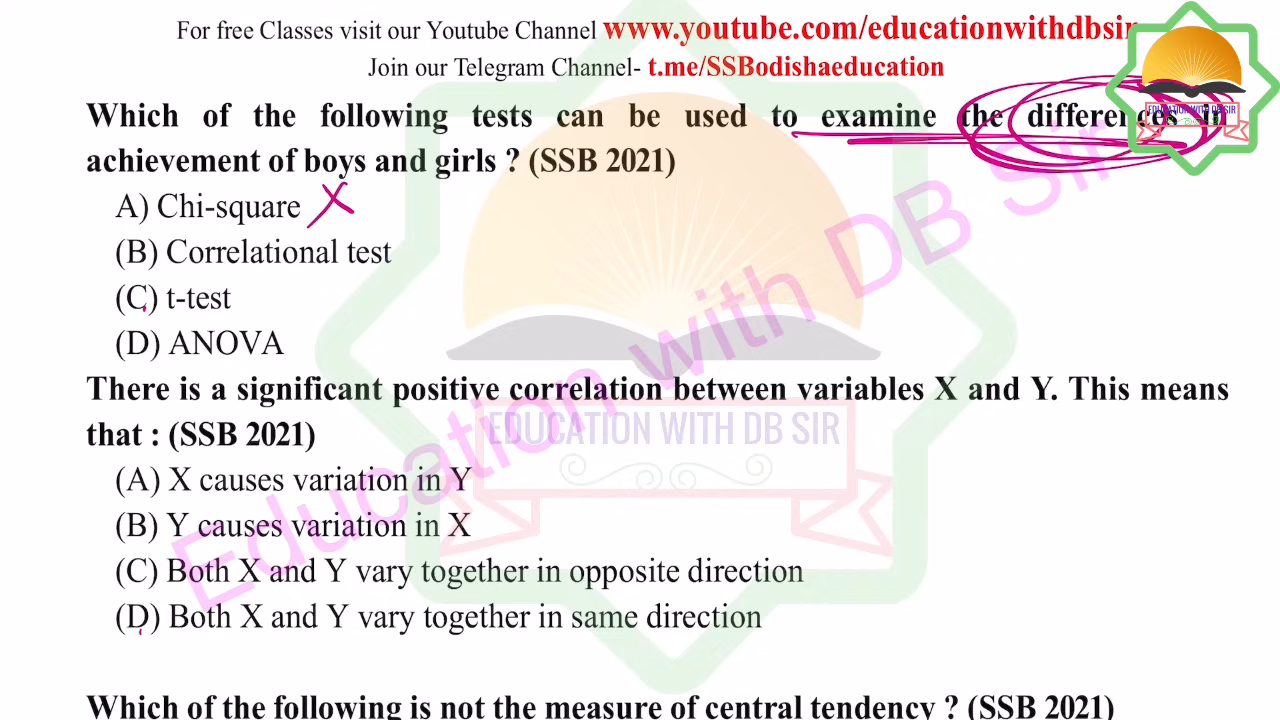 For free Classes visit our Youtube Channel www.youtube.com/educationwithdbsir
Join our Telegram Channel- t.me/SSBodishaeducation
EDUCATION WITH DB SIR
Which of the following tests can be used to examine the differences in
achievement of boys and girls ? (SSB 2021)
A) Chi-square
(B) Correlational test
(C) t-test
(D) ANOVA
There is a significant positive correlation between variables X and Y. This means
that : (SSB 2021)
EDUCATION WITH DB SIR
Education with DB Sir
(A) X causes variation in Y
(B) Y causes variation in X
(C) Both X and Y vary together in opposite direction
(D) Both X and Y vary together in same direction
Which of the following is not the measure of central tendency ? (SSB 2021)